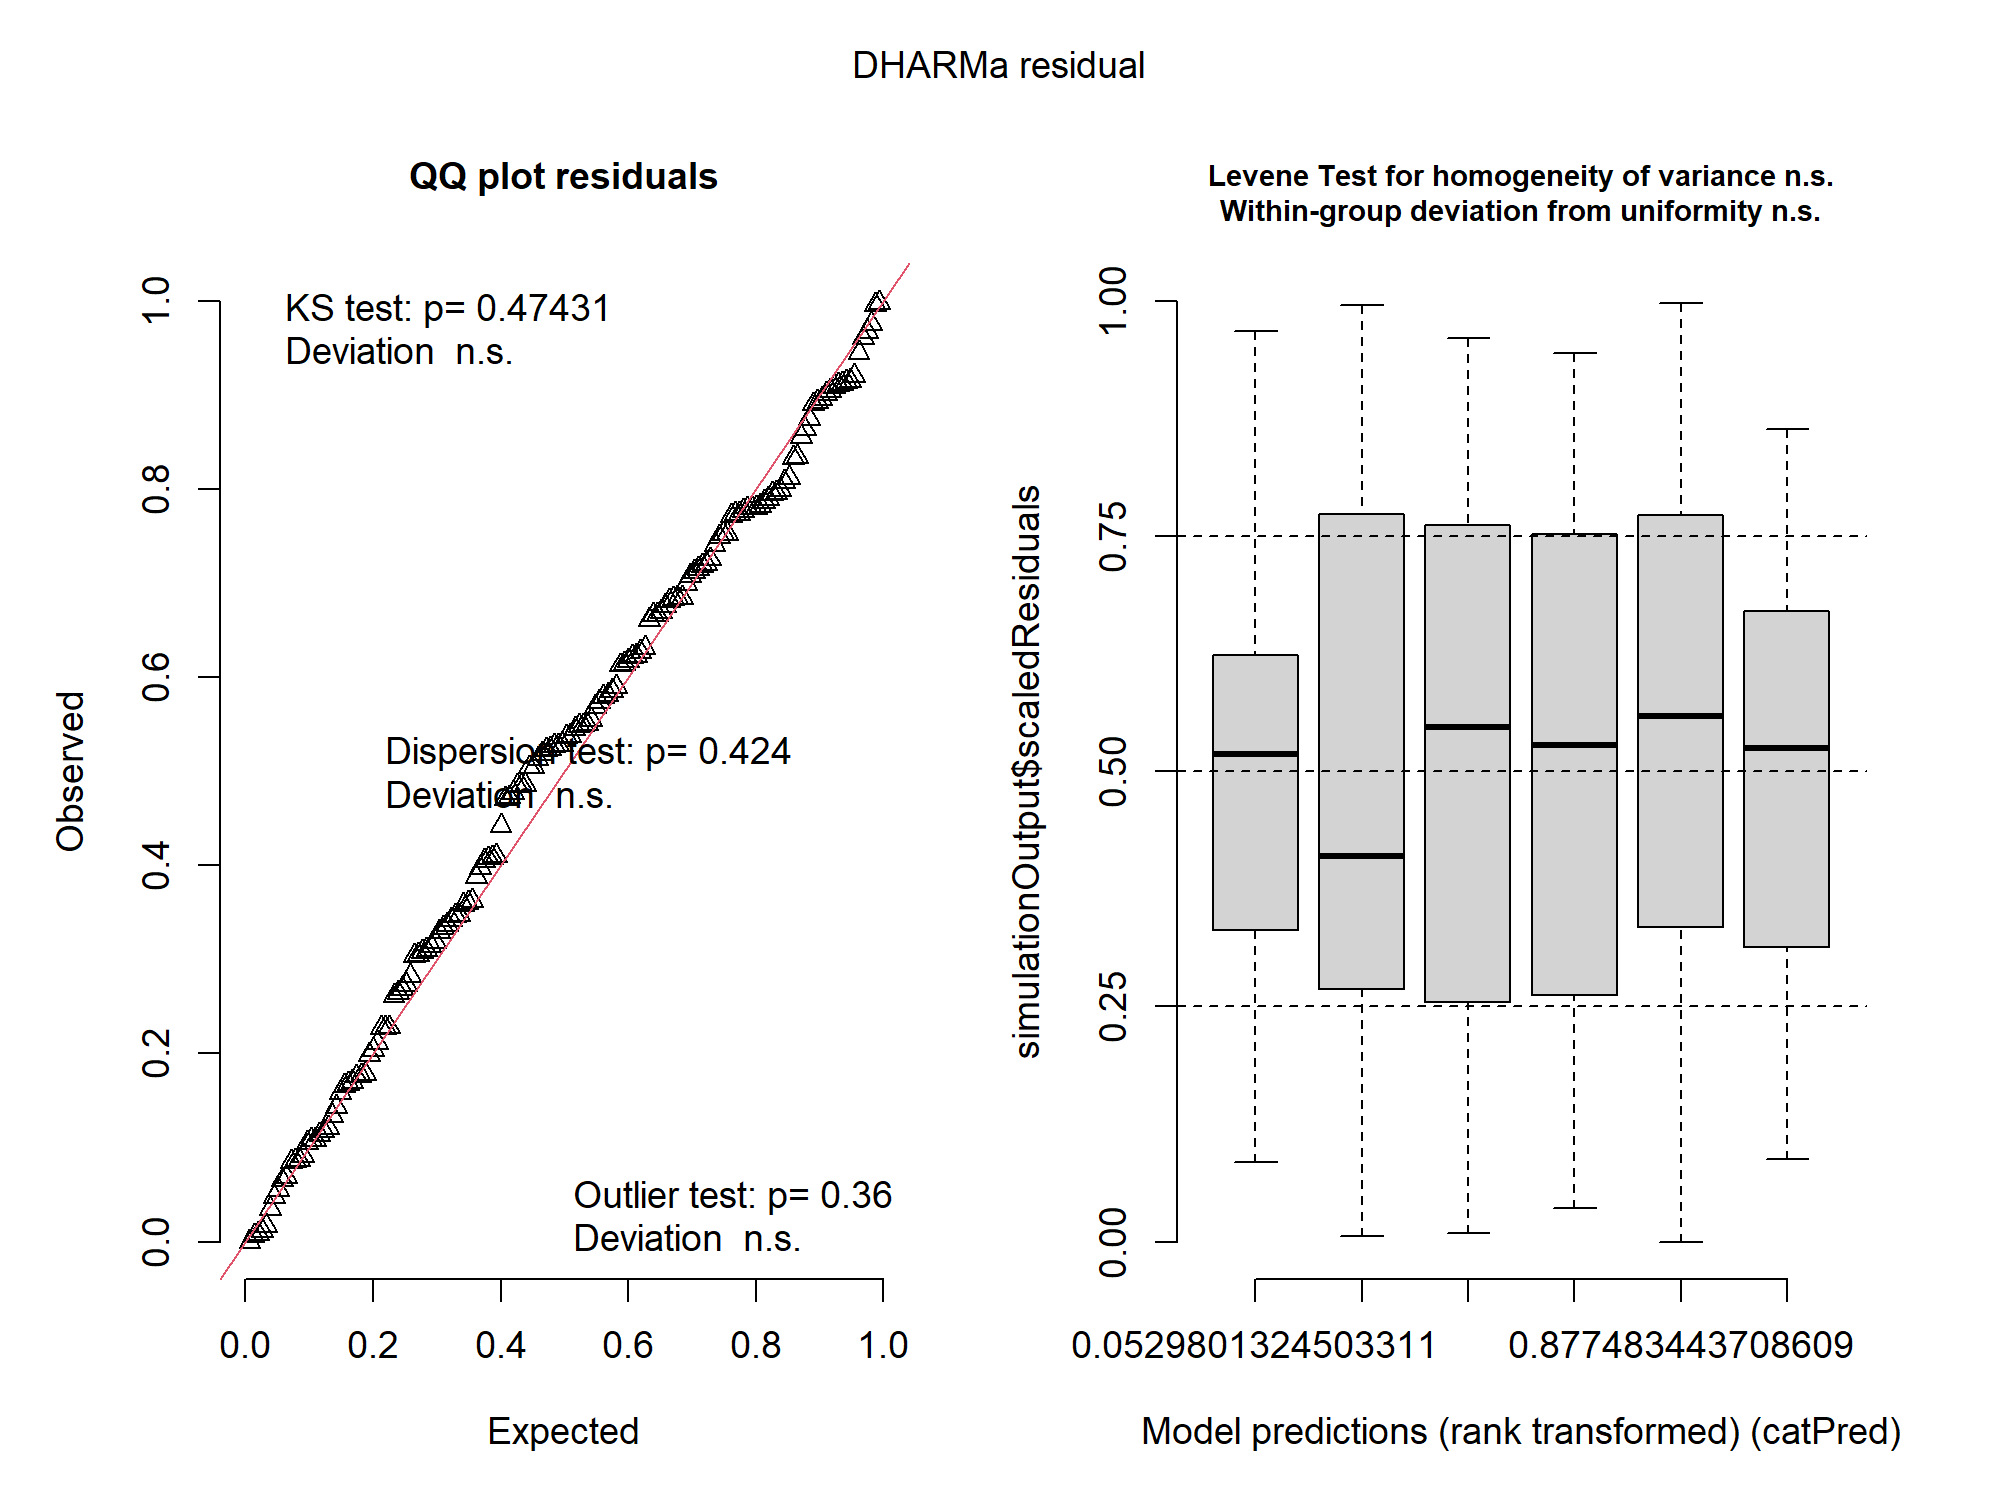 DHARMa residual
QQ plot residuals
KS test: p= 0.47431
Deviation  n.s.
Dispersion test: p= 0.424
Deviation  n.s.
Outlier test: p= 0.36
Deviation  n.s.
Observed
0.0
0.2
0.4
0.6
0.8
1.0
0.0 0.2 0.4 0.6 0.8 1.0
Expected
Levene Test for homogeneity of variance n.s.
Within-group deviation from uniformity n.s.
simulationOutput$scaledResiduals
0.00
0.25
0.50
0.75
1.00
0.0529801324503311 0.877483443708609
Model predictions (rank transformed) (catPred)